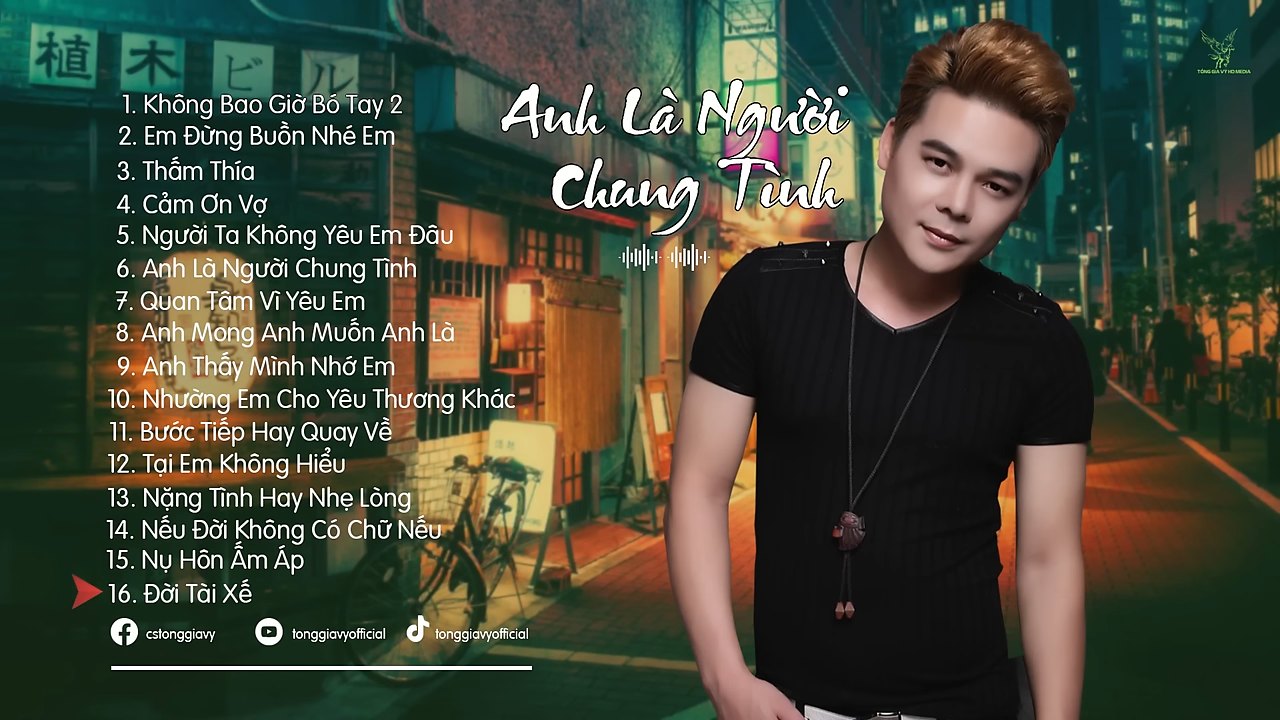 植木ビル
TỐNG GIA VỸ HD MEDIA
Anh Là Người
Chung Tình
1. Không Bao Giờ Bó Tay 2
2. Em Đừng Buồn Nhé Em
3. Thấm Thía
4. Cảm Ơn Vợ
5. Người Ta Không Yêu Em Đâu
6. Anh Là Người Chung Tình
7. Quan Tâm Vì Yêu Em
8. Anh Mong Anh Muốn Anh Là
9. Anh Thấy Mình Nhớ Em
10. Nhường Em Cho Yêu Thương Khác
11. Bước Tiếp Hay Quay Về
12. Tại Em Không Hiểu
13. Nặng Tình Hay Nhẹ Lòng
14. Nếu Đời Không Có Chữ Nếu
15. Nụ Hôn Ấm Áp
16. Đời Tài Xế
cstonggiavy tonggiavyofficial tonggiavyofficial